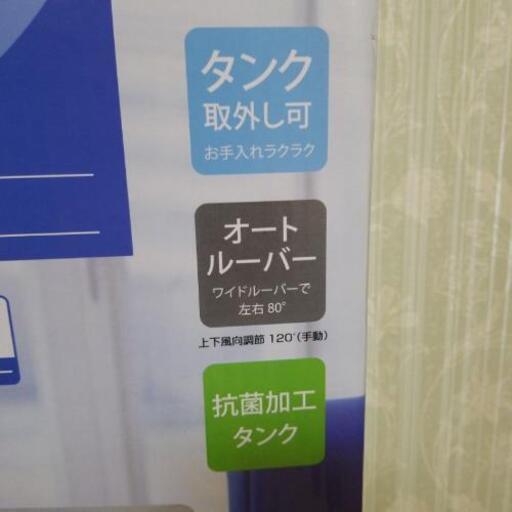 タンク
取外し可
お手入れラクラク
オート
ルーバー
ワイドルーバーで
左右 80°
上下風向調節 120°(手動)
抗菌加工
タンク